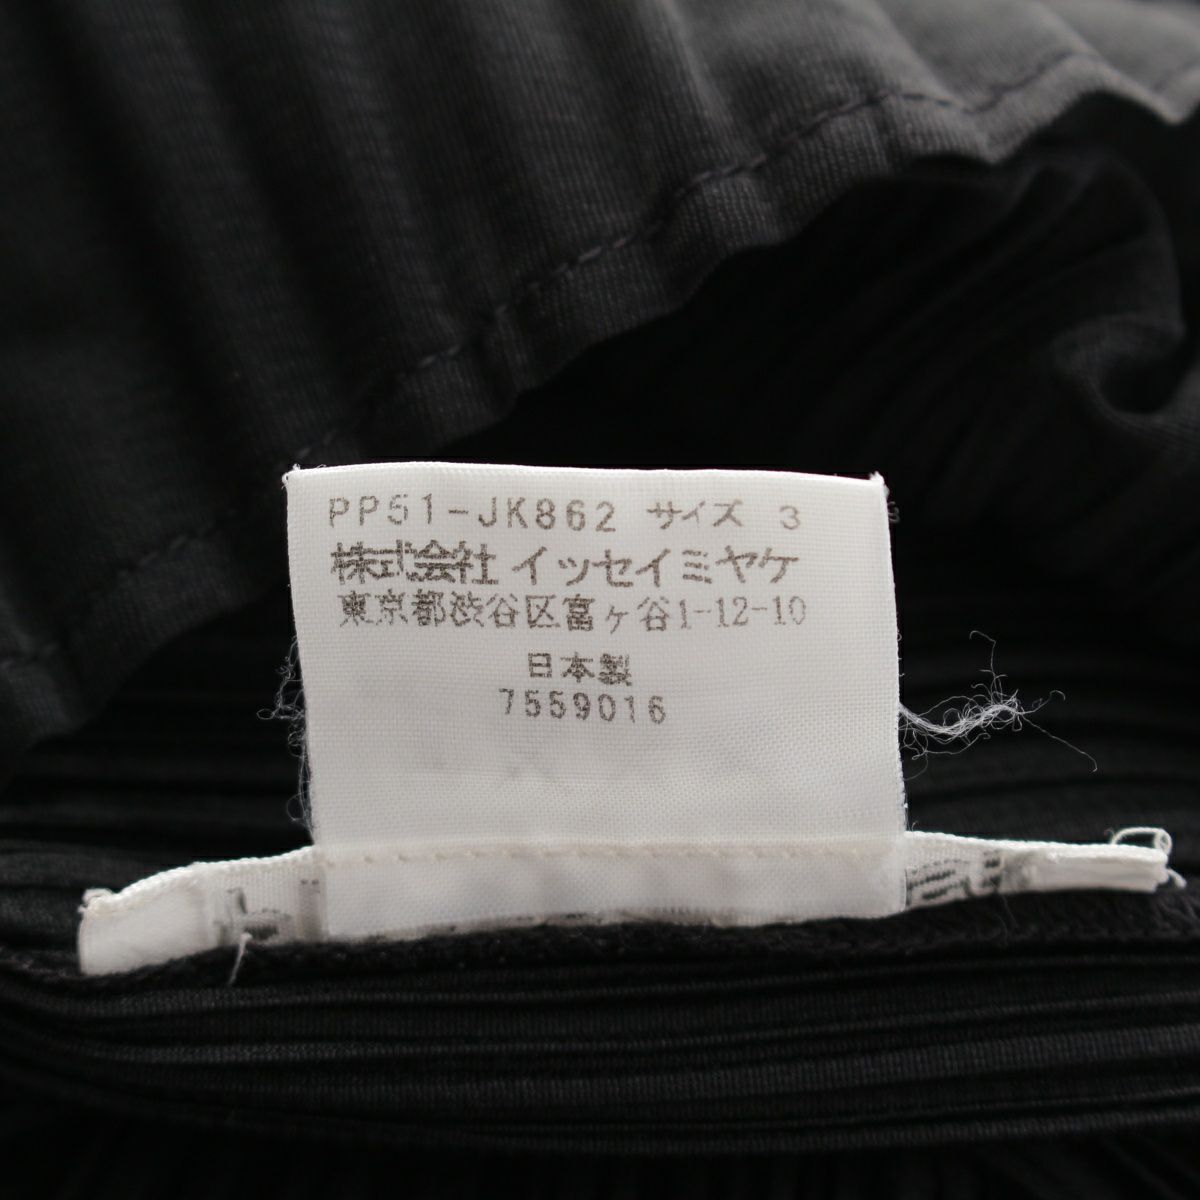 PP51-JK862 サイズ 3
株式会社 イッセイミヤケ
東京都渋谷区富ヶ谷1-12-10
日本製
7559016